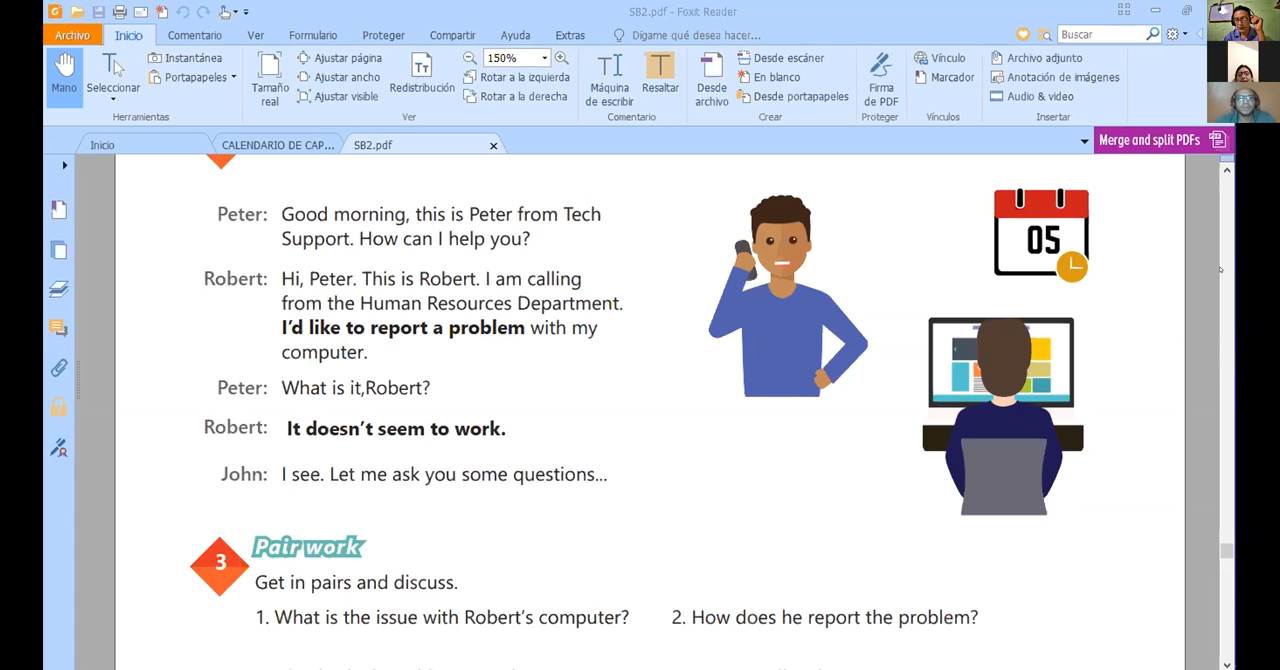 SB2.pdf - Foxit Reader
Archivo Inicio Comentario Ver Formulario Proteger Compartir Ayuda Extras Dígame qué desea hacer... Buscar
Mano
Seleccionar
Instantánea
Portapapeles
Herramientas
Tamaño real
Ajustar página
Ajustar ancho
Ajustar visible
Redistribución
150%
Rotar a la izquierda
Rotar a la derecha
Ver
Máquina de escribir
Resaltar
Comentario
Desde archivo
Desde escáner
En blanco
Desde portapapeles
Crear
Firma de PDF
Proteger
Vínculo
Marcador
Vínculos
Archivo adjunto
Anotación de imágenes
Audio & video
Insertar
Inicio CALENDARIO DE CAP... SB2.pdf Merge and split PDFs
Peter: Good morning, this is Peter from Tech
Support. How can I help you?
Robert: Hi, Peter. This is Robert. I am calling
from the Human Resources Department.
I'd like to report a problem with my
computer.
Peter: What is it,Robert?
Robert: It doesn't seem to work.
John: I see. Let me ask you some questions...
05
3 Pair work
Get in pairs and discuss.
1. What is the issue with Robert's computer? 2. How does he report the problem?